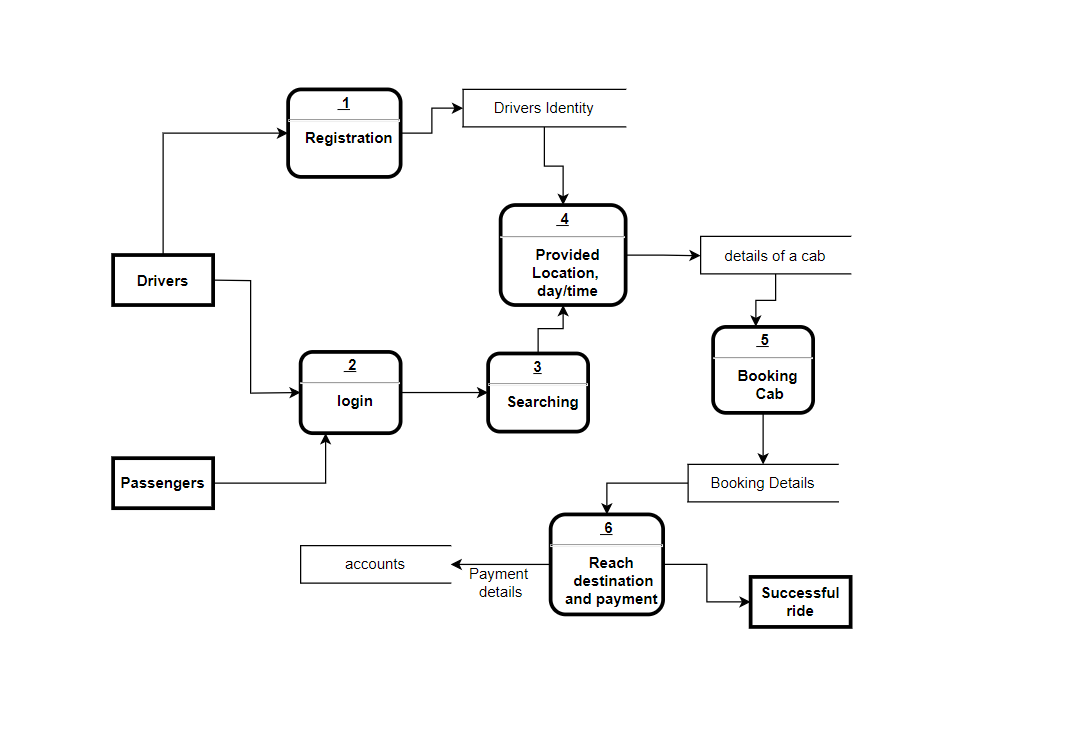 1
Registration
Drivers Identity
4
Provided
Location,
day/time
details of a cab
Drivers
2
login
3
Searching
5
Booking
Cab
Passengers
Booking Details
6
Reach
destination
and payment
accounts
Payment
details
Successful
ride